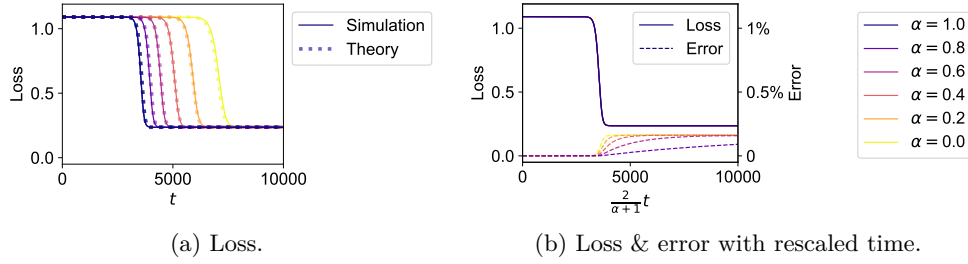 Loss
1.0
0.5
0.0
0
5000
10000
t
Simulation
Theory
(a) Loss.
Loss
1.0
0.5
0.0
0
5000
10000
2/(α+1) t
Loss
Error
1%
0.5%
0
Error
α = 1.0
α = 0.8
α = 0.6
α = 0.4
α = 0.2
α = 0.0
(b) Loss & error with rescaled time.